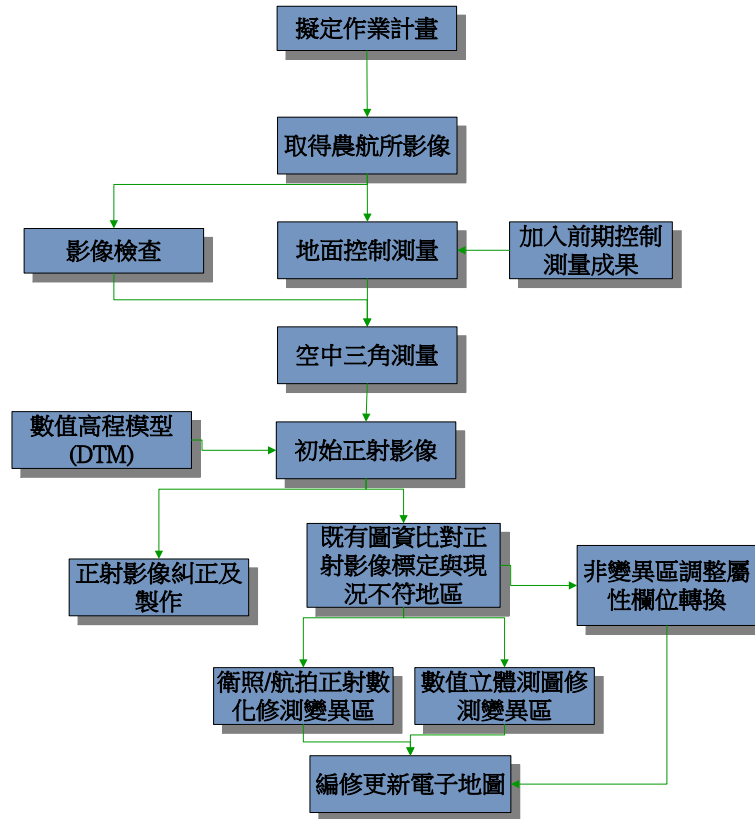 擬定作業計畫
取得農航所影像
影像檢查
地面控制測量
加入前期控制
測量成果
空中三角測量
數值高程模型
(DTM)
初始正射影像
正射影像糾正及
製作
既有圖資比對正
射影像標定與現
況不符地區
非變異區調整屬
性欄位轉換
衛照/航拍正射數
化修測變異區
數值立體測圖修
測變異區
編修更新電子地圖